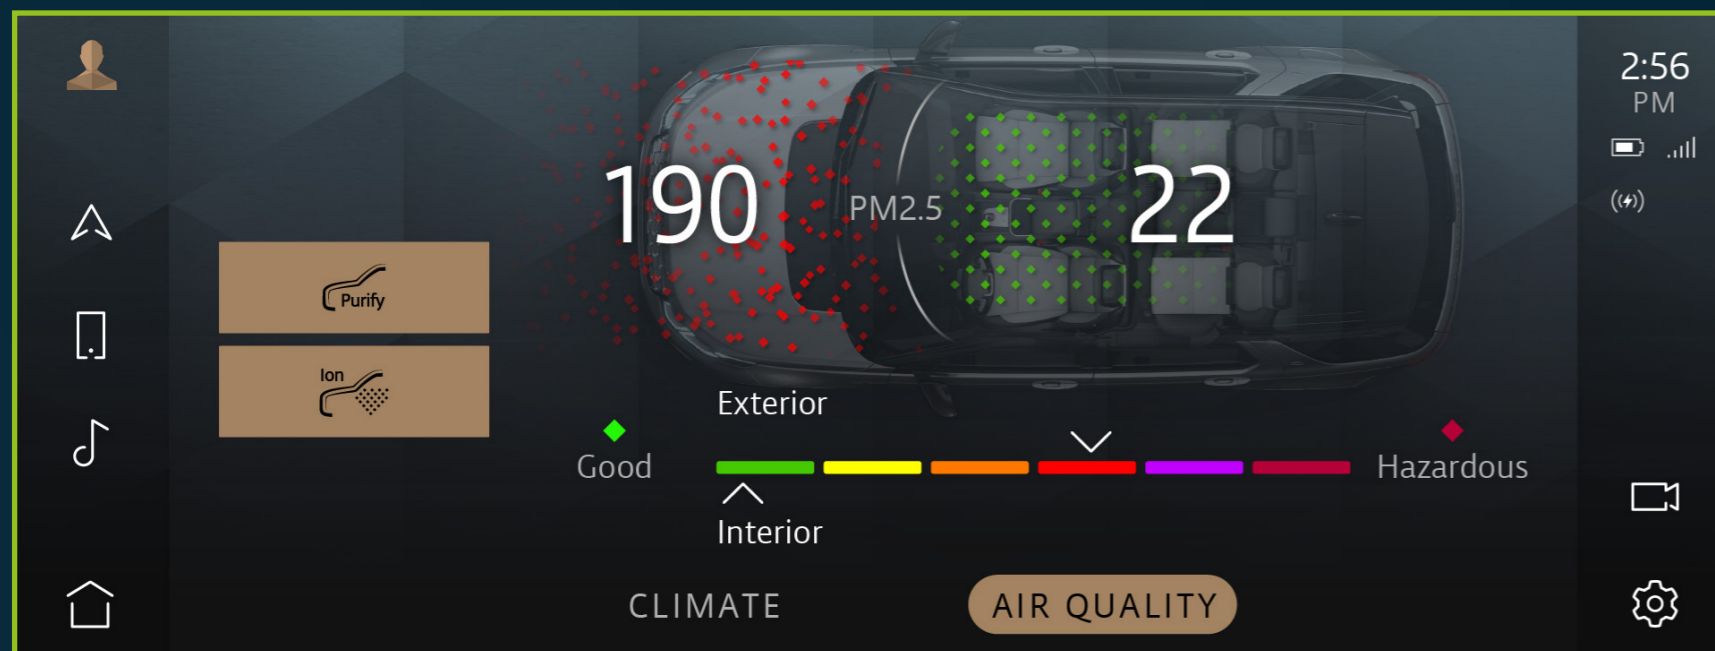 2:56
PM
190
PM2.5
22
Purify
Ion
Exterior
Good
Hazardous
Interior
CLIMATE
AIR QUALITY